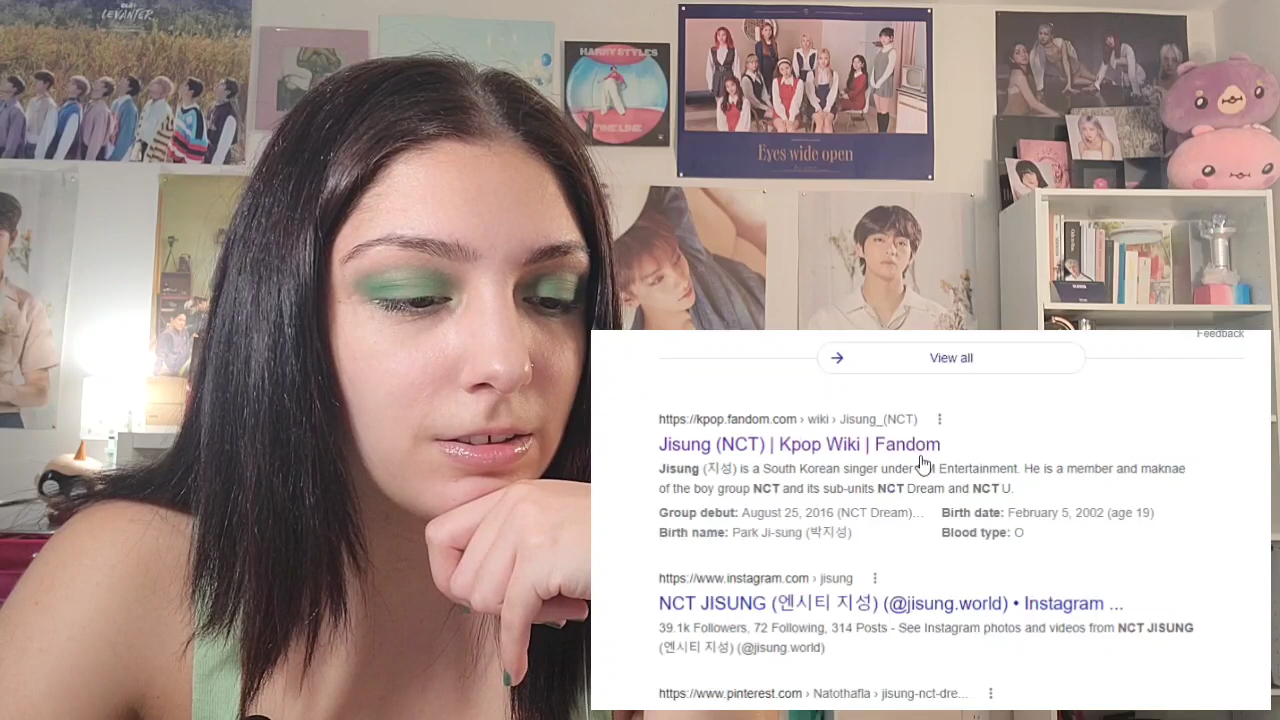 LEVANTER
HARRY STYLES
FINE LINE
Eyes wide open
Feedback
View all
https://kpop.fandom.com › wiki › Jisung_(NCT)
Jisung (NCT) | Kpop Wiki | Fandom
Jisung (지성) is a South Korean singer under Entertainment. He is a member and maknae
of the boy group NCT and its sub-units NCT Dream and NCT U.
Group debut: August 25, 2016 (NCT Dream)... Birth date: February 5, 2002 (age 19)
Birth name: Park Ji-sung (박지성) Blood type: O
https://www.instagram.com › jisung
NCT JISUNG (엔시티 지성) (@jisung.world) • Instagram ...
39.1k Followers, 72 Following, 314 Posts - See Instagram photos and videos from NCT JISUNG
(엔시티 지성) (@jisung.world)
https://www.pinterest.com › Natothafla › jisung-nct-dre...